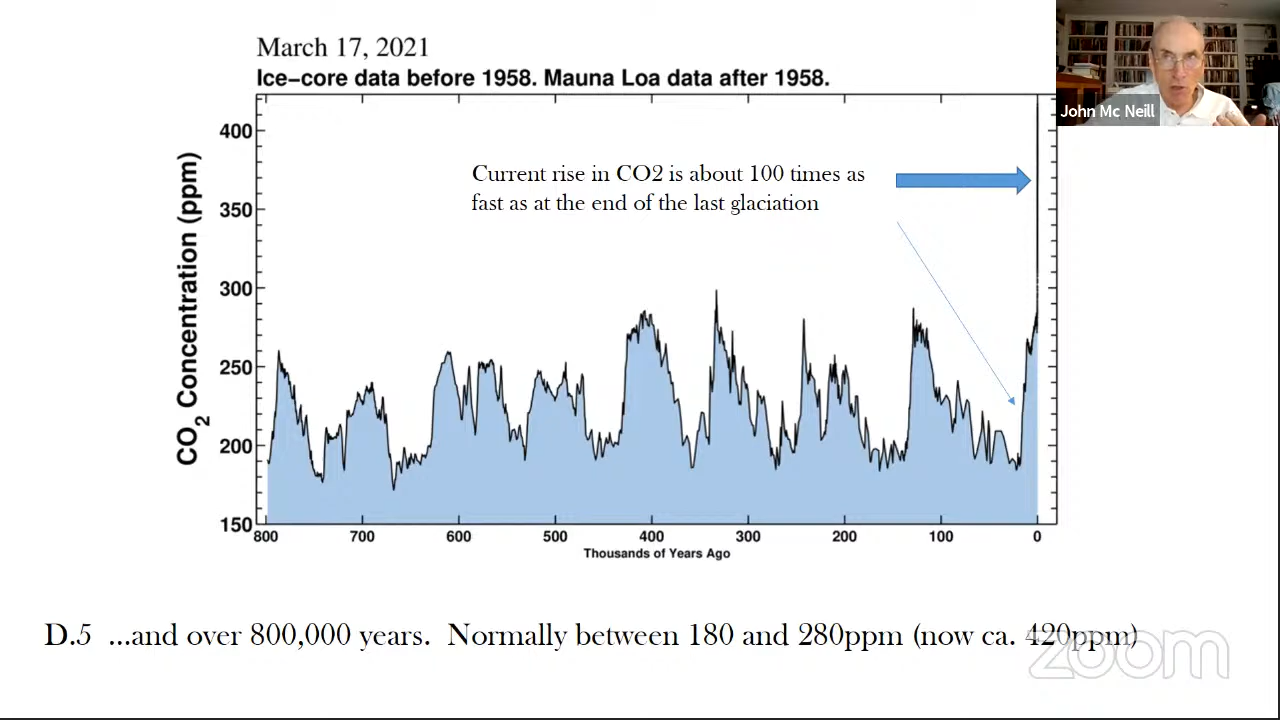 March 17, 2021
Ice-core data before 1958. Mauna Loa data after 1958.
John Mc Neill
CO2 Concentration (ppm)
400
350
300
250
200
150
Current rise in CO2 is about 100 times as
fast as at the end of the last glaciation
800 700 600 500 400 300 200 100 0
Thousands of Years Ago
D.5 ...and over 800,000 years. Normally between 180 and 280ppm (now ca. 420ppm)
zoom